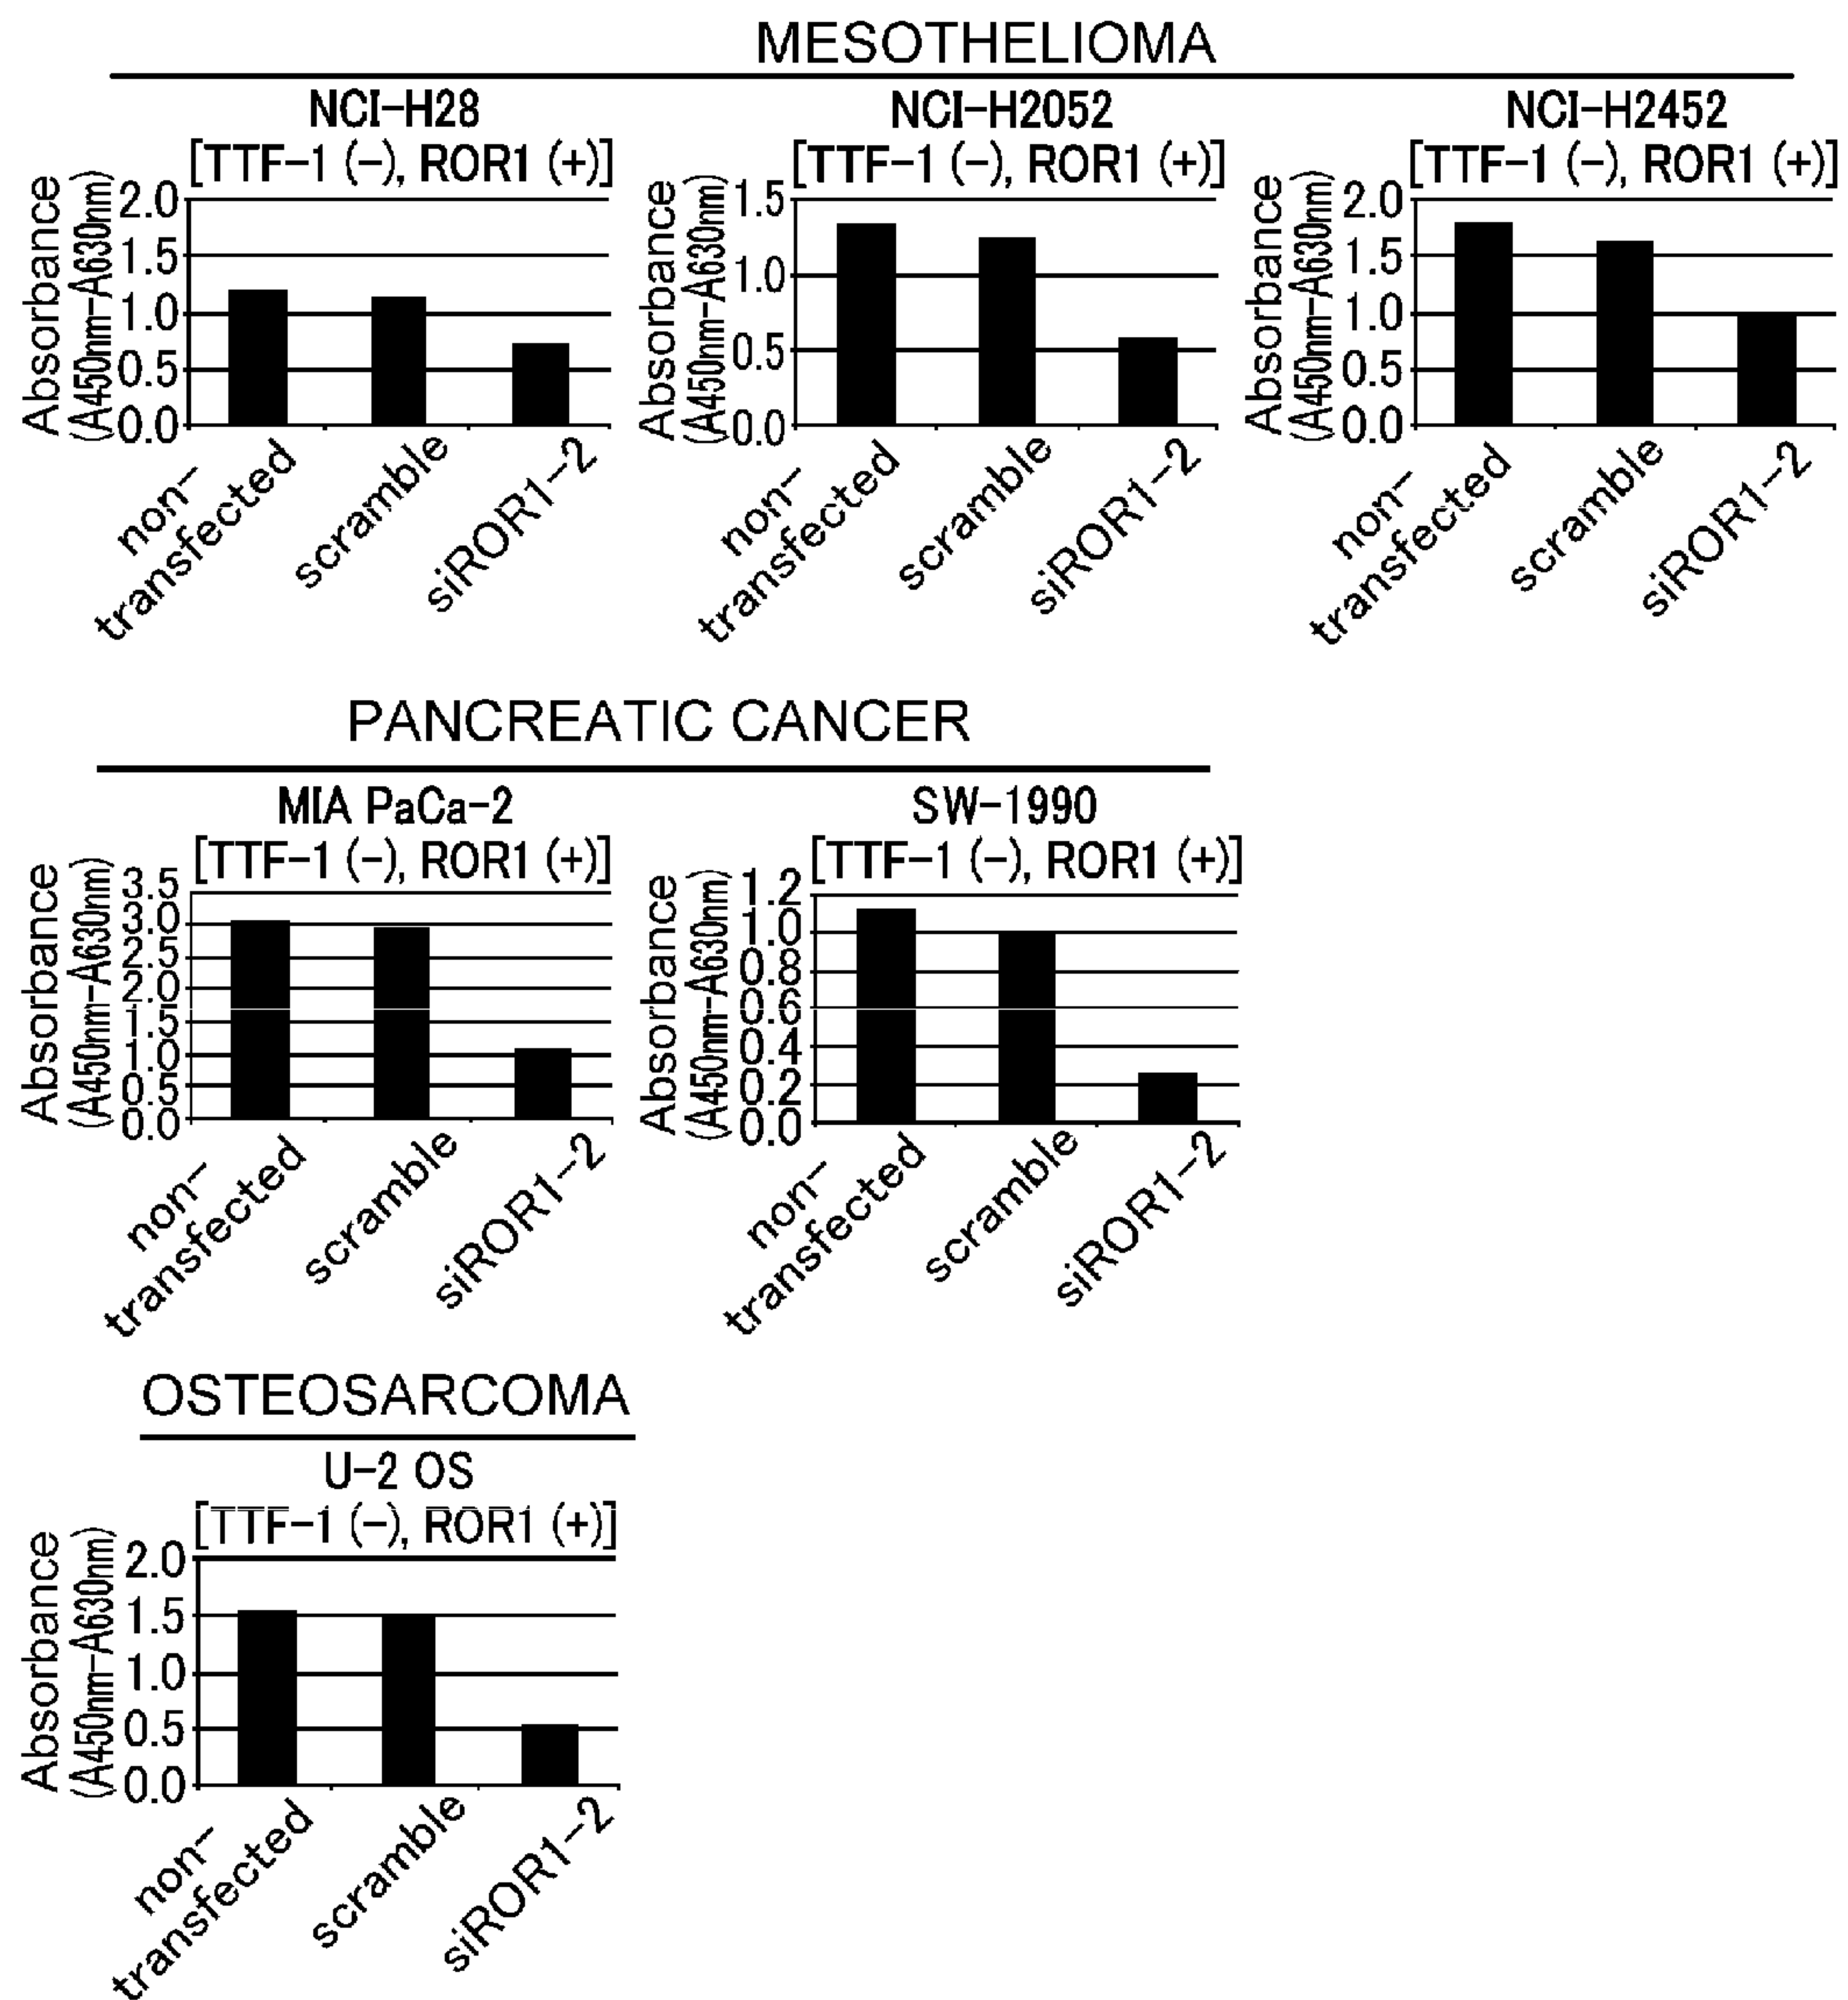 MESOTHELIOMA
NCI-H28
[TTF-1 (-), ROR1 (+)]
Absorbance
(A450nm-A630nm)
2.0
1.5
1.0
0.5
0.0
non-
transfected
scramble
siROR1-2
NCI-H2052
[TTF-1 (-), ROR1 (+)]
Absorbance
(A450nm-A630nm)
1.5
1.0
0.5
0.0
non-
transfected
scramble
siROR1-2
NCI-H2452
[TTF-1 (-), ROR1 (+)]
Absorbance
(A450nm-A630nm)
2.0
1.5
1.0
0.5
0.0
non-
transfected
scramble
siROR1-2
PANCREATIC CANCER
MIA PaCa-2
[TTF-1 (-), ROR1 (+)]
Absorbance
(A450nm-A630nm)
3.5
3.0
2.5
2.0
1.5
1.0
0.5
0.0
non-
transfected
scramble
siROR1-2
SW-1990
[TTF-1 (-), ROR1 (+)]
Absorbance
(A450nm-A630nm)
1.2
1.0
0.8
0.6
0.4
0.2
0.0
non-
transfected
scramble
siROR1-2
OSTEOSARCOMA
U-2 OS
[TTF-1 (-), ROR1 (+)]
Absorbance
(A450nm-A630nm)
2.0
1.5
1.0
0.5
0.0
non-
transfected
scramble
siROR1-2